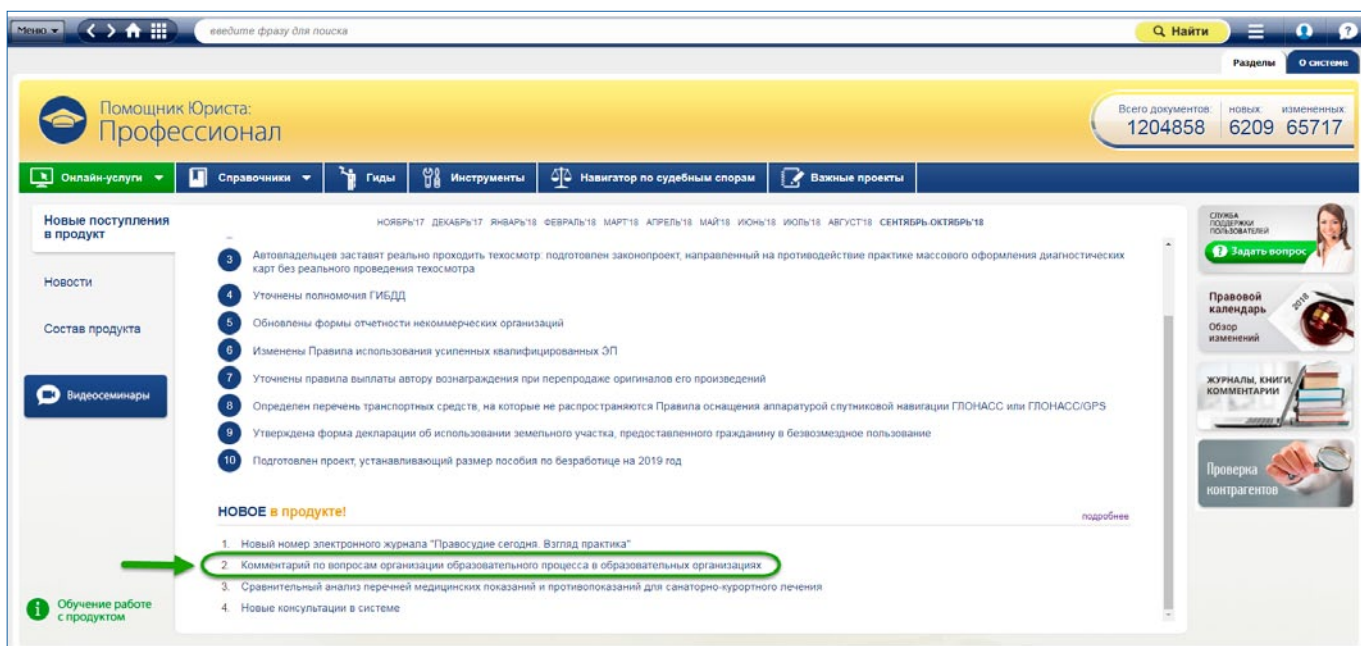 Меню
введите фразу для поиска
Найти
Разделы
О системе
Помощник Юриста:
Профессионал
Всего документов: новых: измененных:
1204858 6209 65717
Онлайн-услуги
Справочники
Гиды
Инструменты
Навигатор по судебным спорам
Важные проекты
Новые поступления
в продукт
Новости
Состав продукта
Видеосеминары
Обучение работе
с продуктом
НОЯБРЬ'17 ДЕКАБРЬ'17 ЯНВАРЬ'18 ФЕВРАЛЬ'18 МАРТ'18 АПРЕЛЬ'18 МАЙ'18 ИЮНЬ'18 ИЮЛЬ'18 АВГУСТ'18 СЕНТЯБРЬ-ОКТЯБРЬ'18
3 Автовладельцев заставят реально проходить техосмотр: подготовлен законопроект, направленный на противодействие практике массового оформления диагностических
карт без реального проведения техосмотра
4 Уточнены полномочия ГИБДД
5 Обновлены формы отчетности некоммерческих организаций
6 Изменены Правила использования усиленных квалифицированных ЭП
7 Уточнены правила выплаты автору вознаграждения при перепродаже оригиналов его произведений
8 Определен перечень транспортных средств, на которые не распространяются Правила оснащения аппаратурой спутниковой навигации ГЛОНАСС или ГЛОНАСС/GPS
9 Утверждена форма декларации об использовании земельного участка, предоставленного гражданину в безвозмездное пользование
10 Подготовлен проект, устанавливающий размер пособия по безработице на 2019 год
НОВОЕ в продукте!
подробнее
1. Новый номер электронного журнала "Правосудие сегодня. Взгляд практика"
2. Комментарий по вопросам организации образовательного процесса в образовательных организациях
3. Сравнительный анализ перечней медицинских показаний и противопоказаний для санаторно-курортного лечения
4. Новые консультации в системе
СЛУЖБА
ПОДДЕРЖКИ
ПОЛЬЗОВАТЕЛЕЙ
Задать вопрос
Правовой
календарь
2018
Обзор
изменений
ЖУРНАЛЫ, КНИГИ,
КОММЕНТАРИИ
Проверка
контрагентов